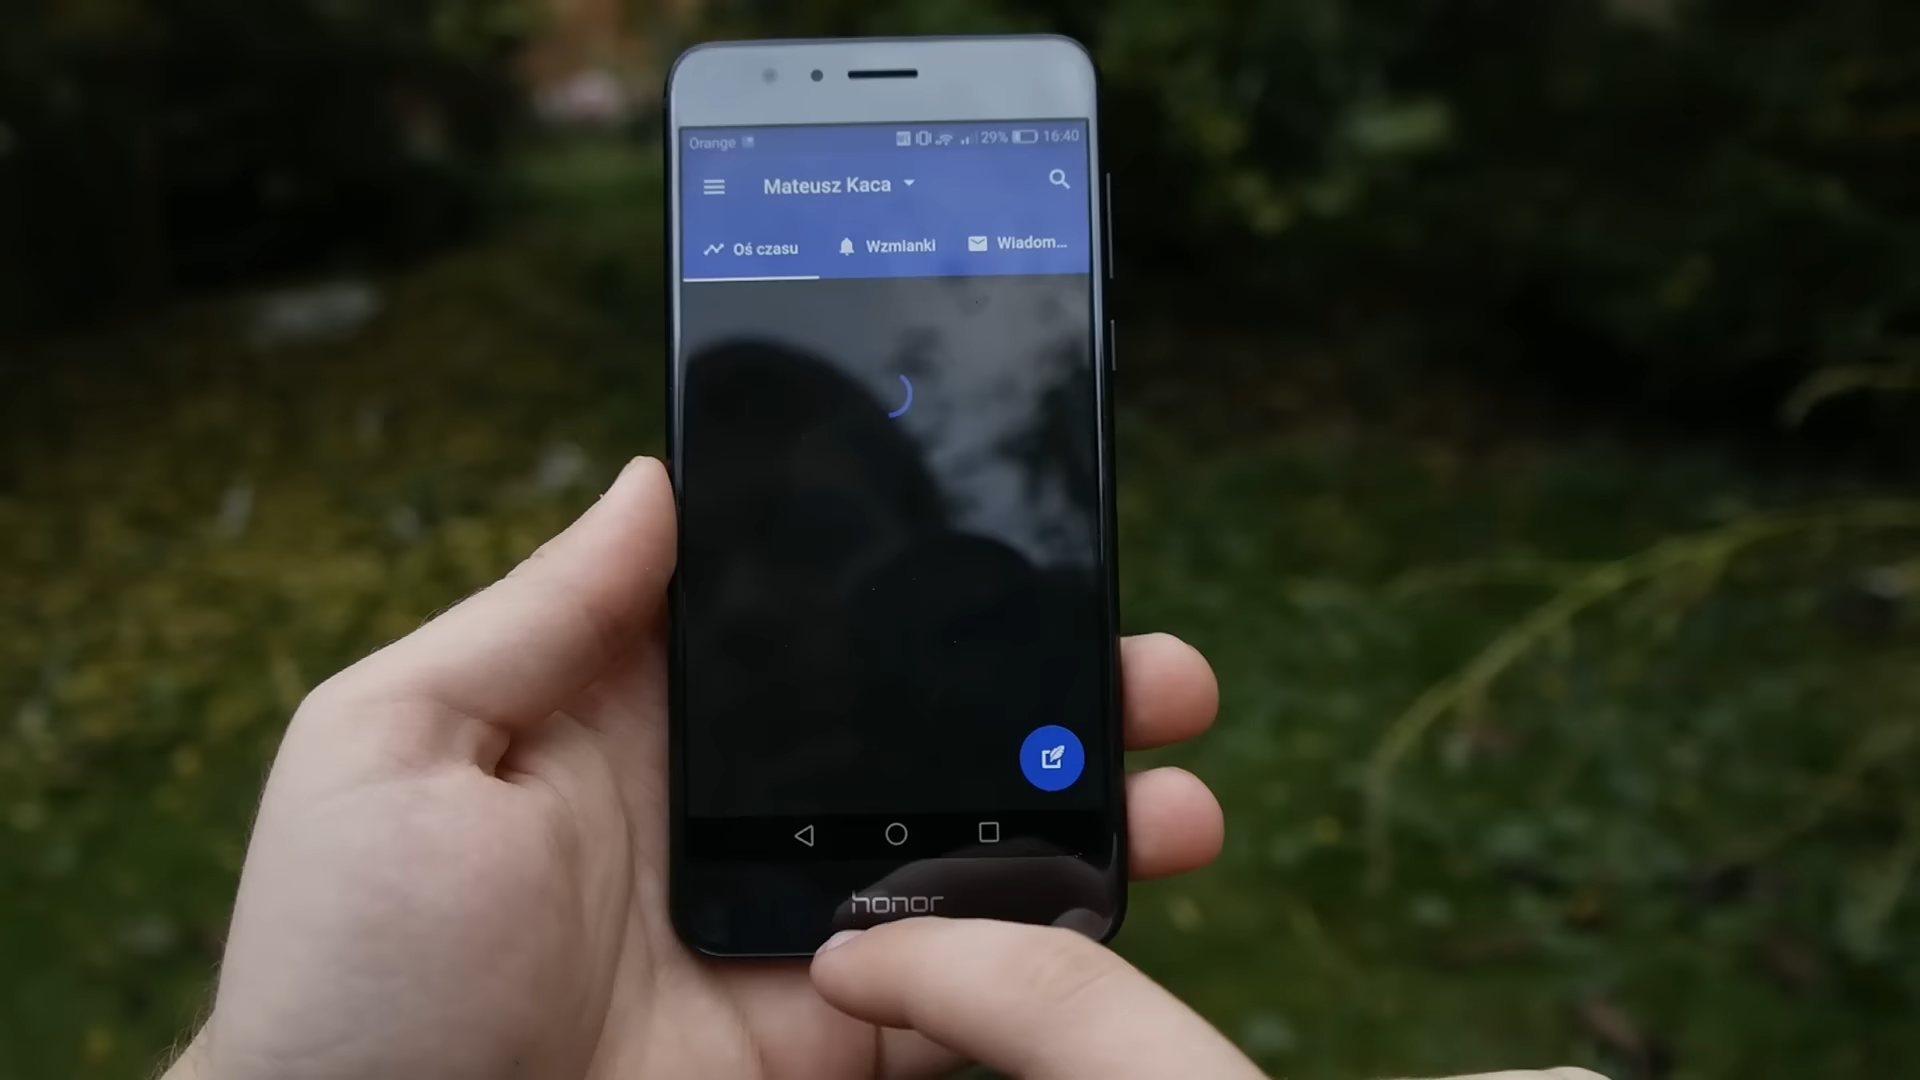 Orange 29% 16:40
Mateusz Kaca
Oś czasu Wzmianki Wiadom...
honor